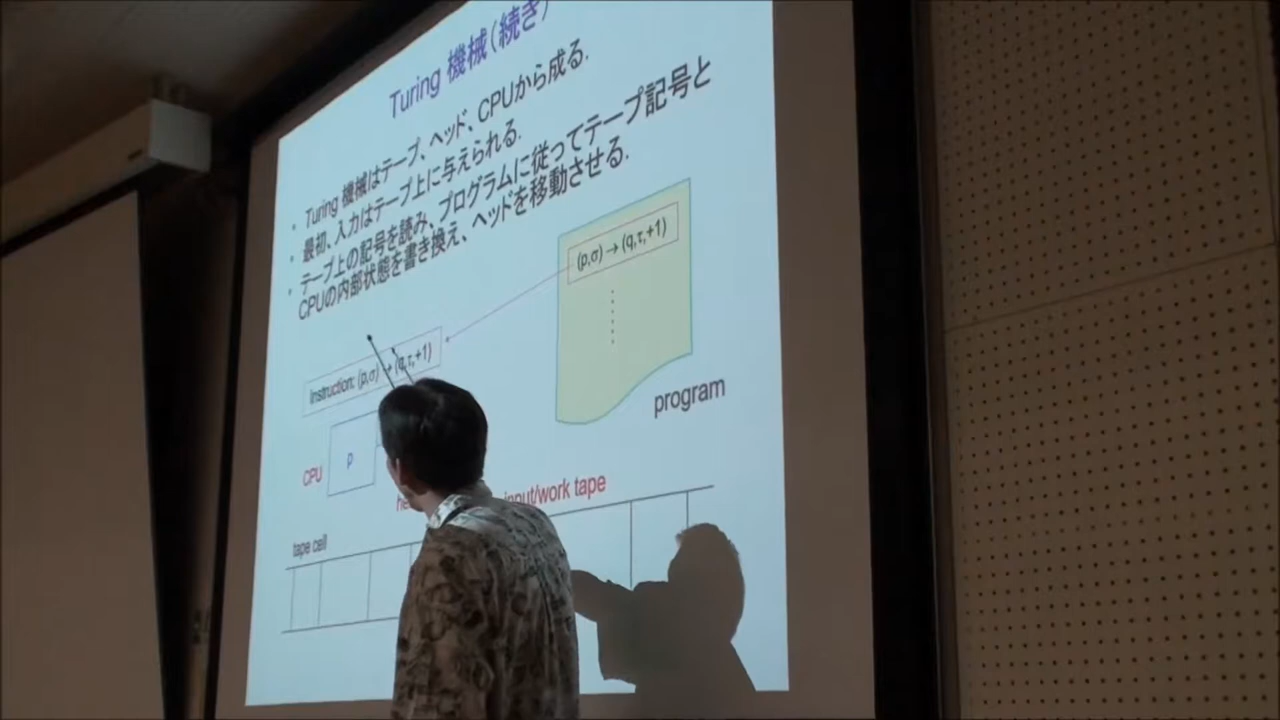 Turing 機械(続き)
・ Turing 機械はテープ、ヘッド、CPUから成る.
・ 最初、入力はテープ上に与えられる.
・ テープ上の記号を読み、プログラムに従ってテープ記号と
CPUの内部状態を書き換え、ヘッドを移動させる.
(p,σ) → (q,τ,+1)
Instruction: (p,σ) → (q,τ,+1)
program
CPU
p
input/work tape
tape cell